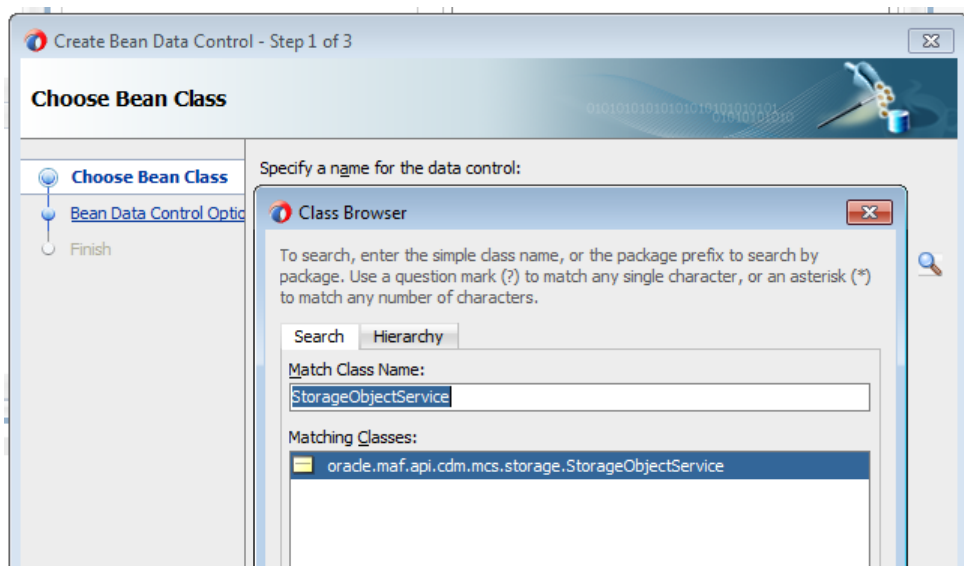 Create Bean Data Control - Step 1 of 3
Choose Bean Class
010101010101010101010101
Choose Bean Class
Specify a name for the data control:
Bean Data Control Optio
Finish
Class Browser
To search, enter the simple class name, or the package prefix to search by
package. Use a question mark (?) to match any single character, or an asterisk (*)
to match any number of characters.
Search Hierarchy
Match Class Name:
StorageObjectService
Matching Classes:
oracle.maf.api.cdm.mcs.storage.StorageObjectService